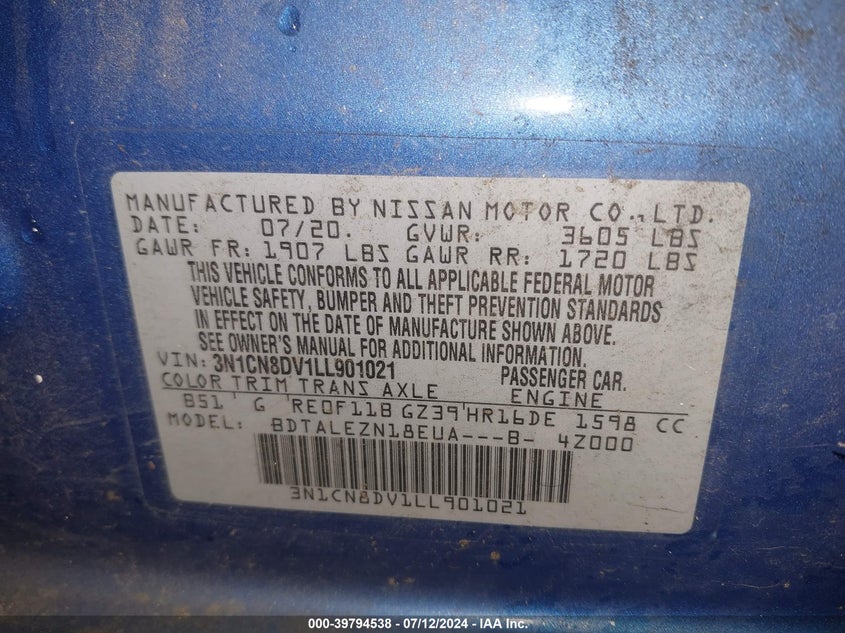 MANUFACTURED BY NISSAN MOTOR CO., LTD.
DATE: 07/20. GVWR: 3605 LBS
GAWR FR: 1907 LBS GAWR RR: 1720 LBS
THIS VEHICLE CONFORMS TO ALL APPLICABLE FEDERAL MOTOR
VEHICLE SAFETY, BUMPER AND THEFT PREVENTION STANDARDS
IN EFFECT ON THE DATE OF MANUFACTURE SHOWN ABOVE.
SEE OWNER'S MANUAL FOR ADDITIONAL INFORMATION.
VIN: 3N1CN8DV1LL901021 PASSENGER CAR.
COLOR TRIM TRANS AXLE ENGINE
B51 G RE0F11B GZ39 HR16DE 1598 CC
MODEL: BDTALEZN18EUA---B- 4Z000
3N1CN8DV1LL901021
000-39794538 - 07/12/2024 - IAA Inc.